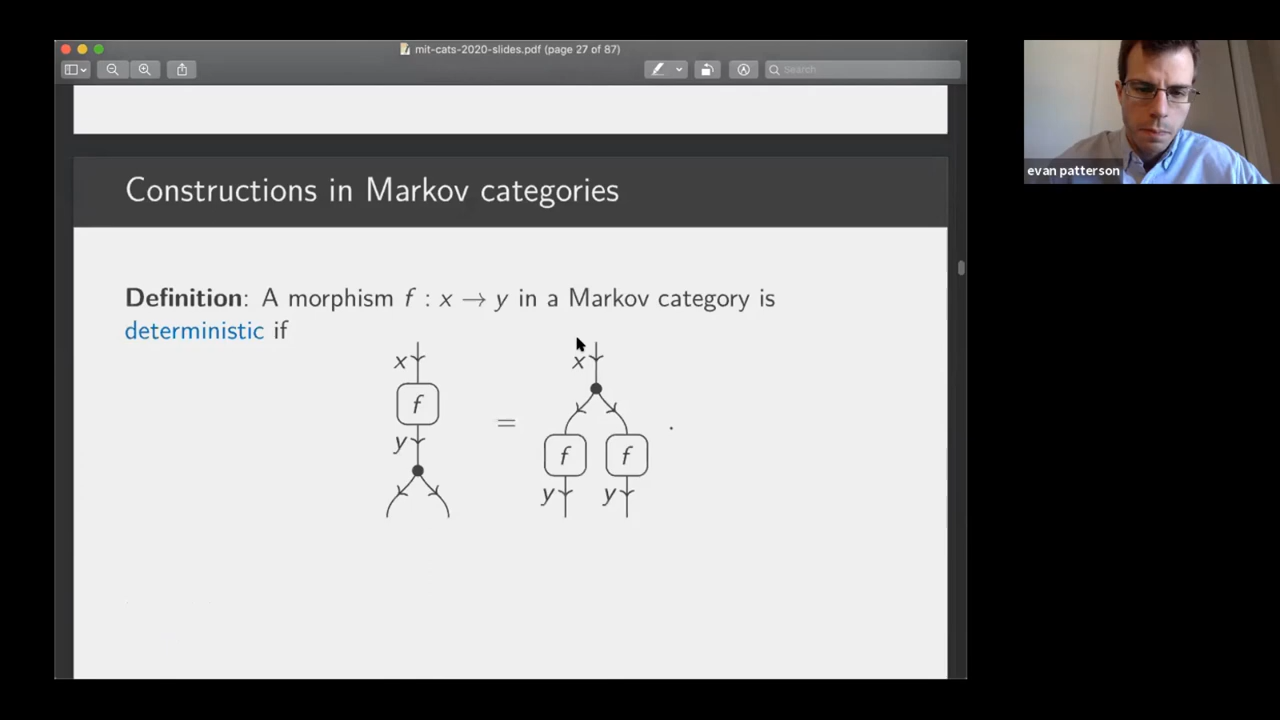 mit-cats-2020-slides.pdf (page 27 of 87)
Search
evan patterson
Constructions in Markov categories
Definition: A morphism f : x → y in a Markov category is
deterministic if
x x
f
y = .
f f
y y